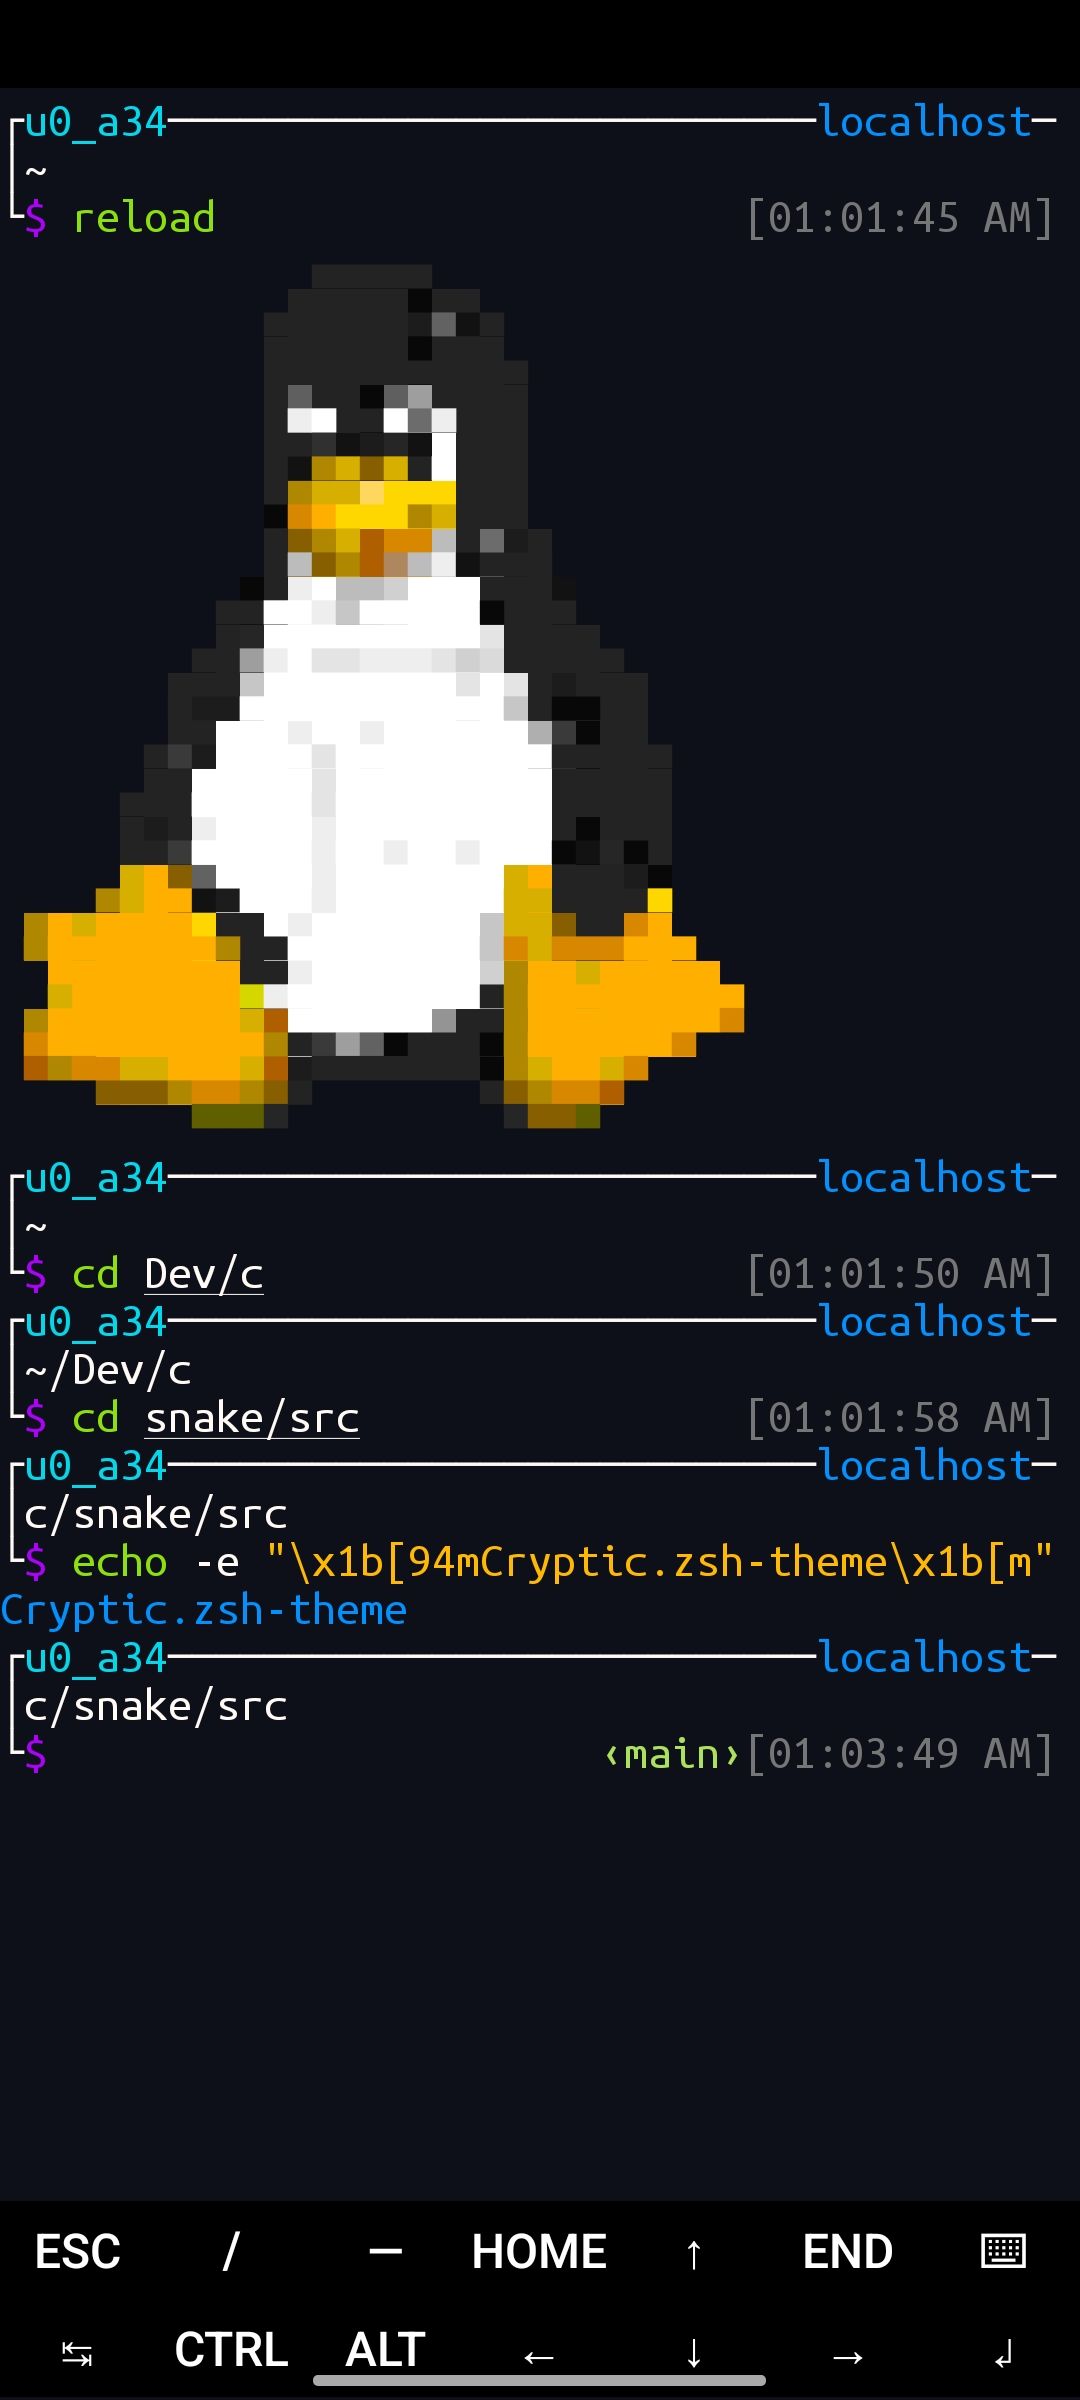 ┌u0_a34───────────────────────────localhost─
│~
└$ reload [01:01:45 AM]
┌u0_a34───────────────────────────localhost─
│~
└$ cd Dev/c [01:01:50 AM]
┌u0_a34───────────────────────────localhost─
│~/Dev/c
└$ cd snake/src [01:01:58 AM]
┌u0_a34───────────────────────────localhost─
│c/snake/src
└$ echo -e "\x1b[94mCryptic.zsh-theme\x1b[m"
Cryptic.zsh-theme
┌u0_a34───────────────────────────localhost─
│c/snake/src
└$ ‹main›[01:03:49 AM]
ESC / — HOME ↑ END ⌨
↹ CTRL ALT ← ↓ → ↲